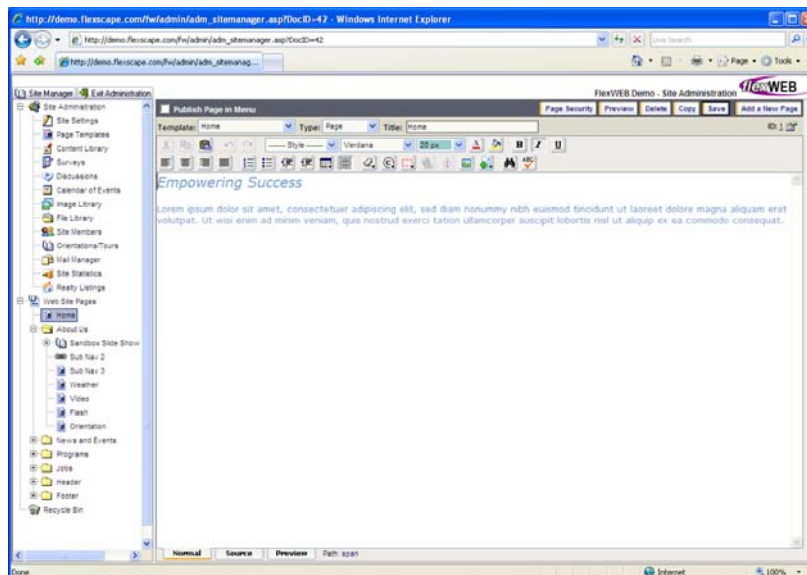 http://demo.flexscape.com/fw/admin/adm_sitemanager.asp?DocID=47 - Windows Internet Explorer
http://demo.flexscape.com/fw/admin/adm_sitemanager.asp?DocID=42
Live Search
http://demo.flexscape.com/fw/admin/adm_sitemanag...
Page
Tools
Site Manager
Exit Administration
FlexWEB Demo - Site Administration
flexWEB
Publish Page in Menu
Page Security
Preview
Delete
Copy
Save
Add a New Page
Template: Home
Type: Page
Title: Home
ID: 1
---- Style ----
Verdana
20 px
A
B
I
U
ABC
Site Administration
Site Settings
Page Templates
Content Library
Surveys
Discussions
Calendar of Events
Image Library
File Library
Site Members
Orientations/Tours
Mail Manager
Site Statistics
Realty Listings
Web Site Pages
Home
About Us
Sandbox Slide Show
Sub Nav 2
Sub Nav 3
Weather
Video
Flash
Orientation
News and Events
Programs
Jobs
Header
Footer
Recycle Bin
Empowering Success
Lorem ipsum dolor sit amet, consectetuer adipiscing elit, sed diam nonummy nibh euismod tincidunt ut laoreet dolore magna aliquam erat
volutpat. Ut wisi enim ad minim veniam, quis nostrud exerci tation ullamcorper suscipit lobortis nisl ut aliquip ex ea commodo consequat.
Normal
Source
Preview
Path: span
Done
Internet
100%